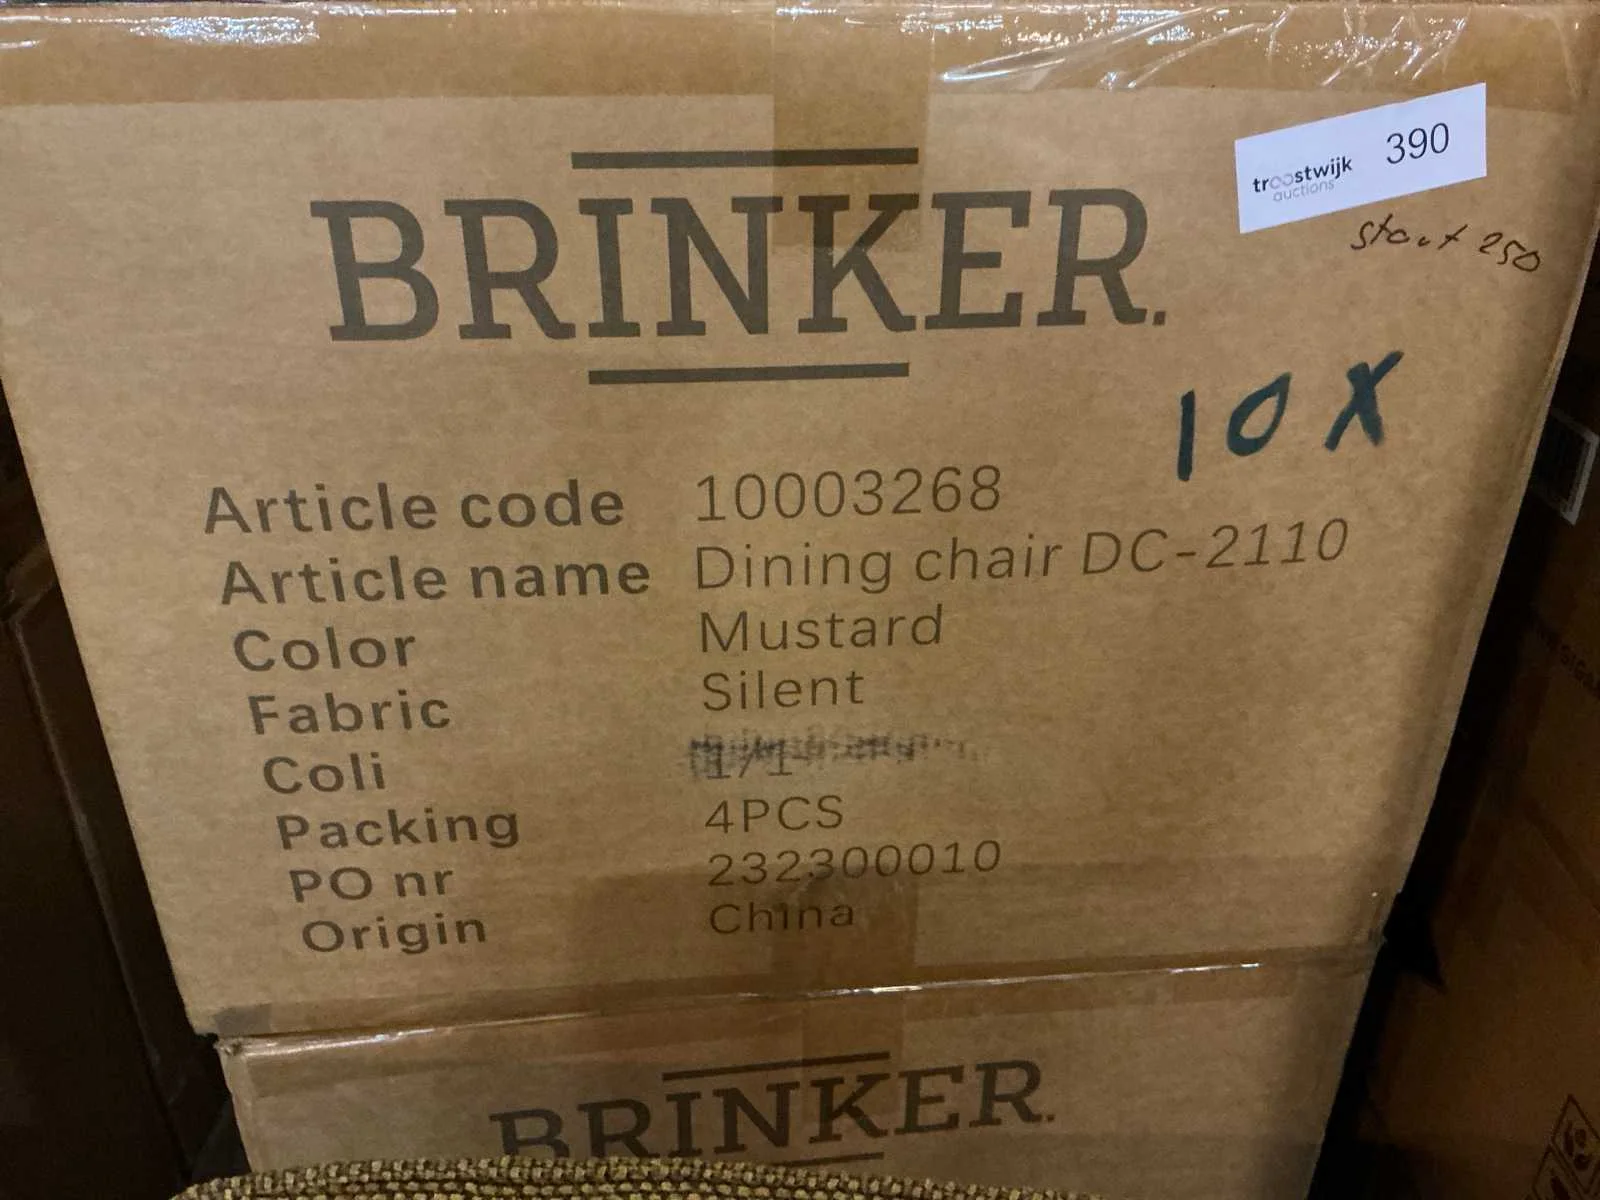 troostwijk 390
auctions
start 250
BRINKER.
10 X
Article code 10003268
Article name Dining chair DC-2110
Color Mustard
Fabric Silent
Coli 1/1
Packing 4PCS
PO nr 232300010
Origin China
BRINKER.